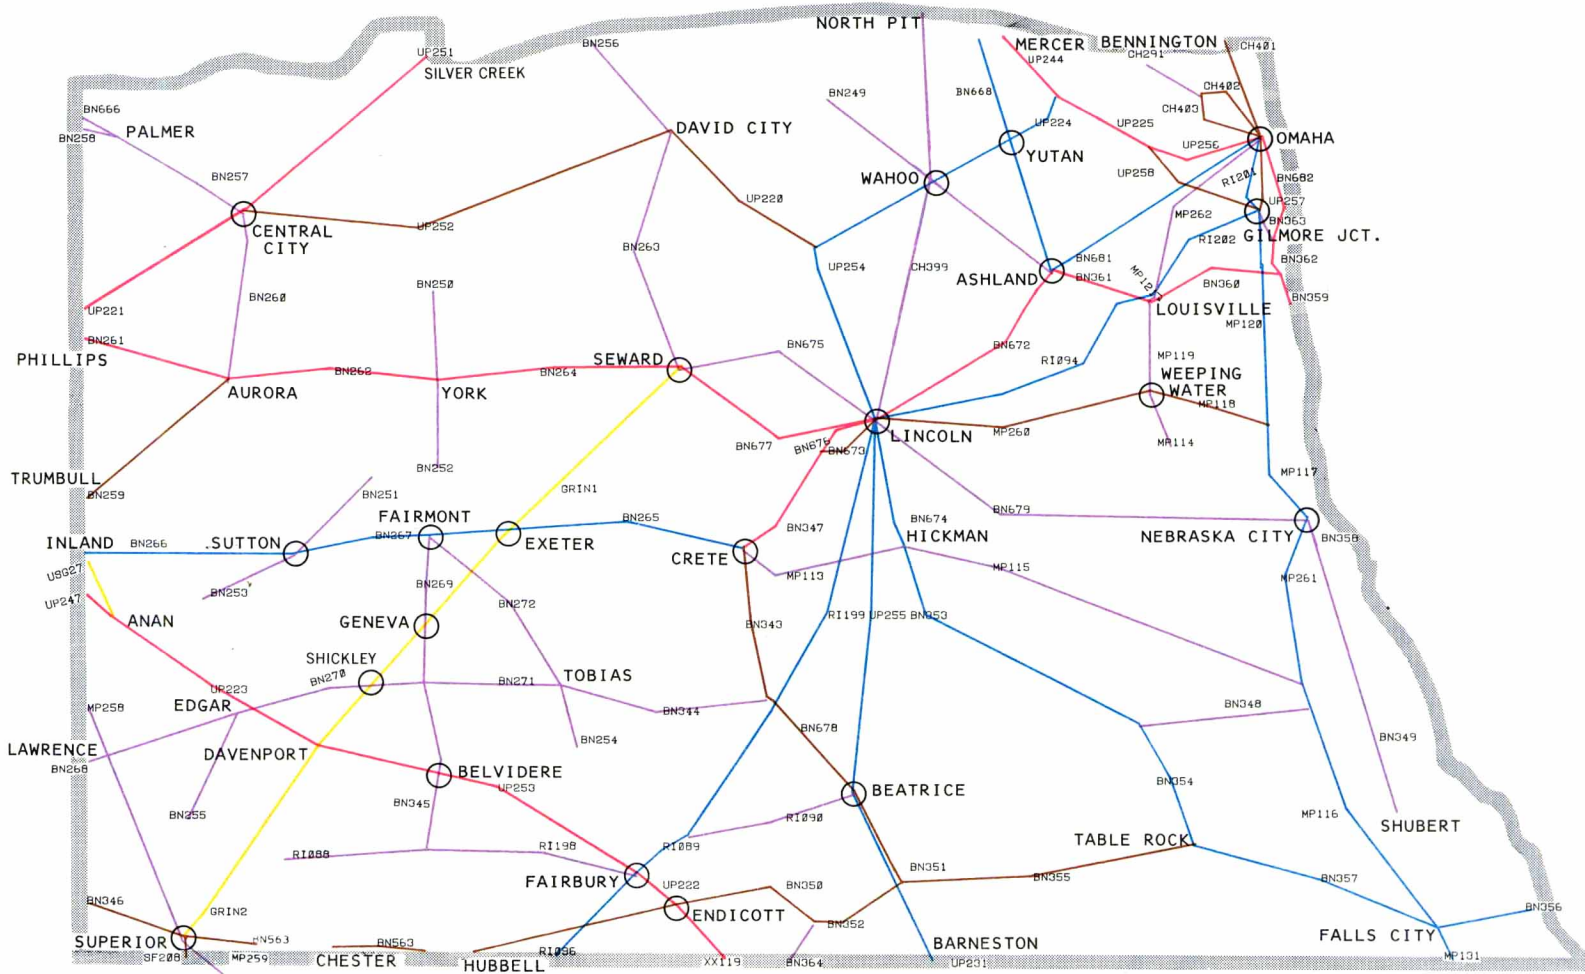 NORTH PIT
MERCER
BENNINGTON
CH401
UP244
CH291
BN256
UP251
SILVER CREEK
CH402
CH403
BN668
BN249
BN666
BN258
PALMER
DAVID CITY
UP224
UP225
OMAHA
YUTAN
UP256
UP258
RI201
BN682
BN257
WAHOO
UP220
UP257
MP262
BN363
CENTRAL
CITY
UP252
GILMORE JCT.
RI202
BN263
UP254
CH399
ASHLAND
BN681
BN361
BN362
BN260
BN250
BN360
BN359
UP221
LOUISVILLE
MP120
BN261
PHILLIPS
SEWARD
BN675
BN672
RI094
MP119
BN262
BN264
WEEPING
WATER
AURORA
YORK
MP118
LINCOLN
MP260
MP114
BN677
BN676
BN673
BN252
MP117
TRUMBULL
BN259
BN251
GRIN1
FAIRMONT
BN265
BN347
BN674
BN679
INLAND
BN266
.SUTTON
BN267
EXETER
CRETE
HICKMAN
NEBRASKA CITY
BN358
USG27
BN253
BN269
MP113
MP115
MP261
UP247
ANAN
BN272
GENEVA
BN343
RI199
UP255
BN353
SHICKLEY
BN270
BN271
TOBIAS
UP223
EDGAR
MP258
BN344
BN348
BN678
BN254
BN349
LAWRENCE
DAVENPORT
BN268
BELVIDERE
UP253
BN354
BN345
BEATRICE
BN255
RI090
MP116
SHUBERT
TABLE ROCK
RI088
RI198
RI089
BN351
FAIRBURY
UP222
BN350
BN355
BN357
BN346
GRIN2
ENDICOTT
BN352
BN356
SUPERIOR
BN563
BN563
BARNESTON
FALLS CITY
SF208
MP259
CHESTER
HUBBELL
RI036
XX119
BN364
UP231
MP131